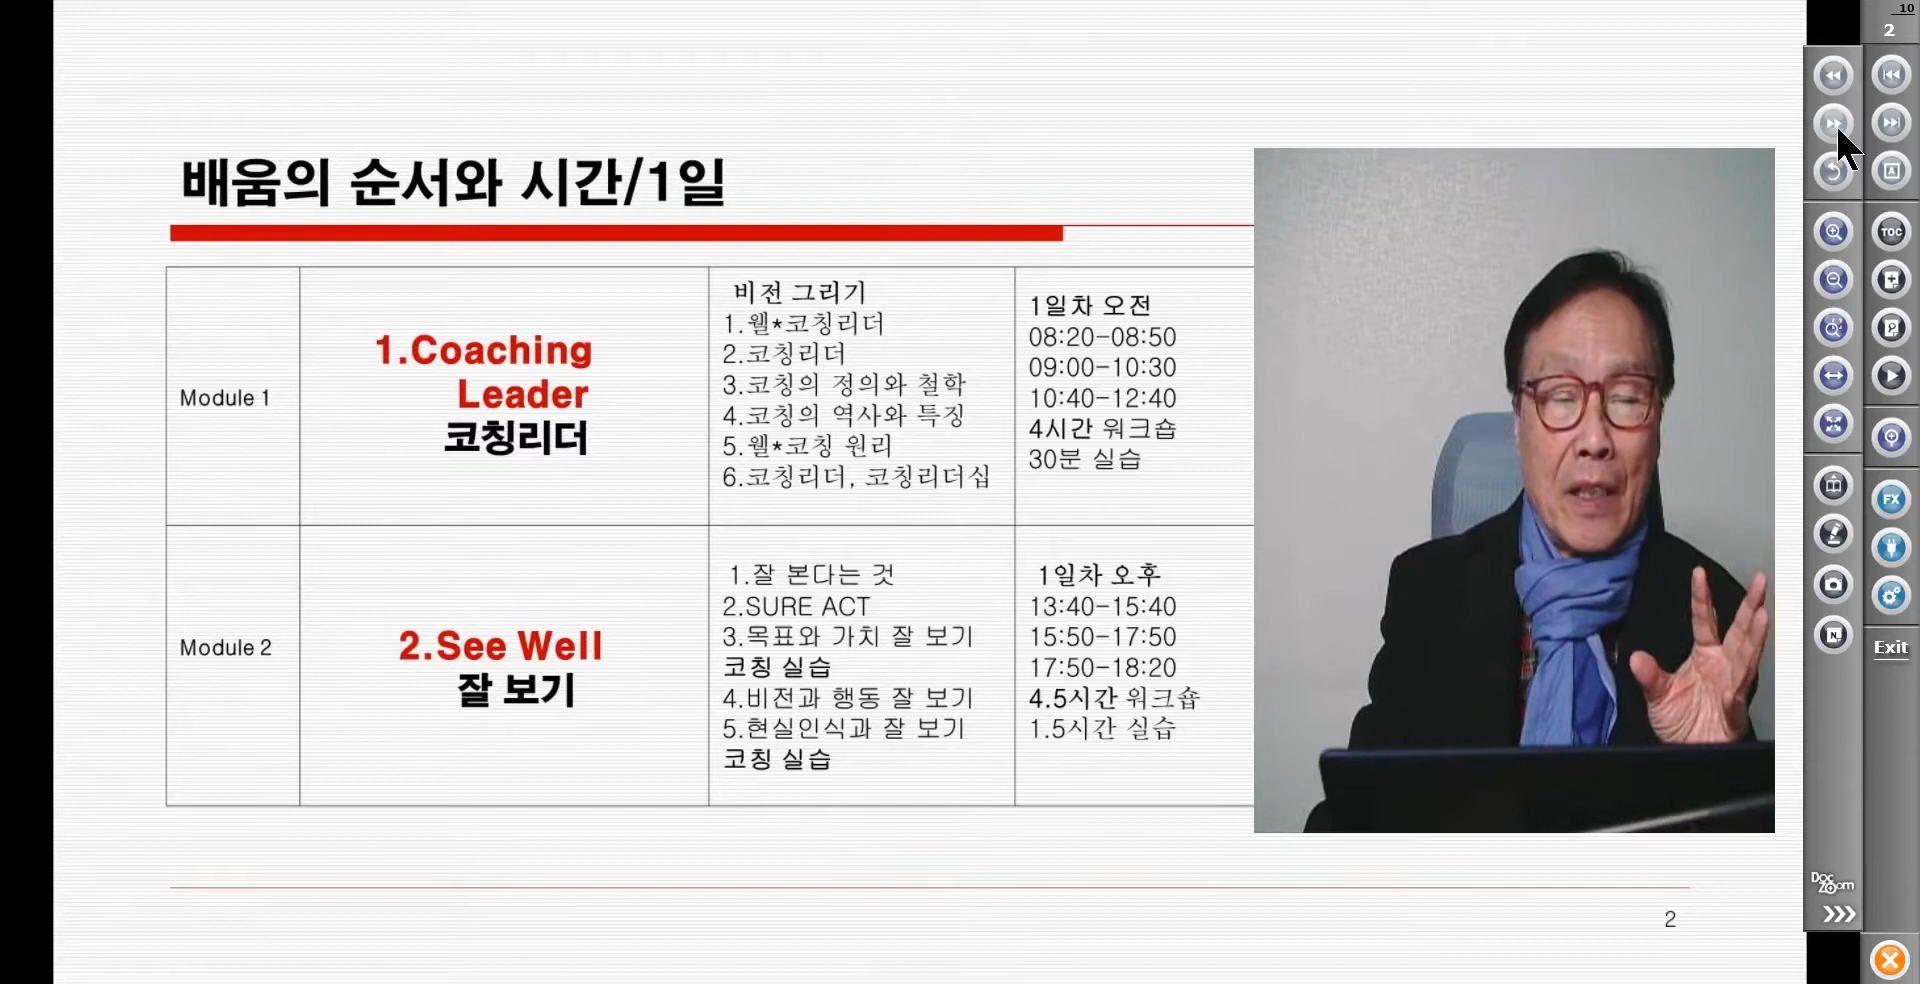 배움의 순서와 시간/1일
Module 1
1.Coaching
Leader
코칭리더
비전 그리기
1.웰*코칭리더
2.코칭리더
3.코칭의 정의와 철학
4.코칭의 역사와 특징
5.웰*코칭 원리
6.코칭리더, 코칭리더십
1일차 오전
08:20-08:50
09:00-10:30
10:40-12:40
4시간 워크숍
30분 실습
Module 2
2.See Well
잘 보기
1.잘 본다는 것
2.SURE ACT
3.목표와 가치 잘 보기
코칭 실습
4.비전과 행동 잘 보기
5.현실인식과 잘 보기
코칭 실습
1일차 오후
13:40-15:40
15:50-17:50
17:50-18:20
4.5시간 워크숍
1.5시간 실습
2
10
2
A
TOC
FX
N
Exit
Doc
Zoom